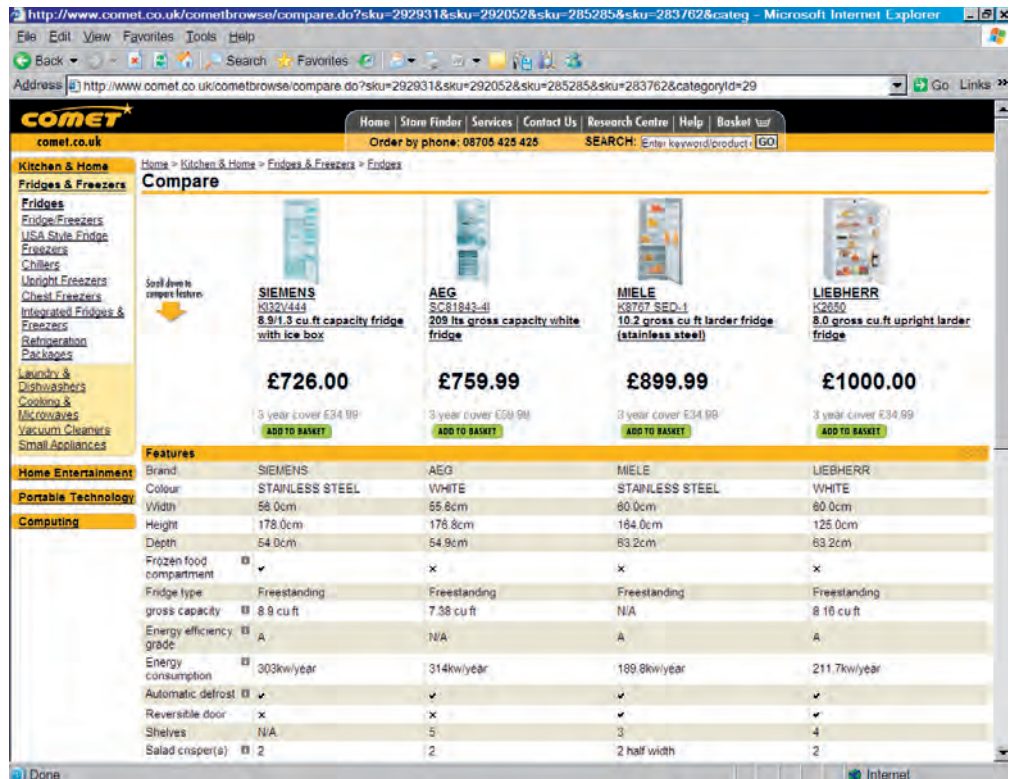 http://www.comet.co.uk/cometbrowse/compare.do?sku=292931&sku=292052&sku=285285&sku=283762&categ - Microsoft Internet Explorer
File Edit View Favorites Tools Help
Back Search Favorites
Address http://www.comet.co.uk/cometbrowse/compare.do?sku=292931&sku=292052&sku=285285&sku=283762&categoryId=29 Go Links »
COMET
Home | Store Finder | Services | Contact Us | Research Centre | Help | Basket
comet.co.uk
Order by phone: 08705 425 425 SEARCH: Enter keyword/product GO
Kitchen & Home
Fridges & Freezers
Fridges
Fridge/Freezers
USA Style Fridge
Freezers
Chillers
Upright Freezers
Chest Freezers
Integrated Fridges &
Freezers
Refrigeration
Packages
Laundry &
Dishwashers
Cooking &
Microwaves
Vacuum Cleaners
Small Appliances
Home Entertainment
Portable Technology
Computing
Home > Kitchen & Home > Fridges & Freezers > Fridges
Compare
Scroll down to
compare features
SIEMENS
KI32V444
8.9/1.3 cu.ft capacity fridge
with ice box
£726.00
3 year cover £34.99
ADD TO BASKET
AEG
SC81843-4I
209 lts gross capacity white
fridge
£759.99
3 year cover £59.99
ADD TO BASKET
MIELE
K8767 SED-1
10.2 gross cu ft larder fridge
(stainless steel)
£899.99
3 year cover £34.99
ADD TO BASKET
LIEBHERR
K2650
8.0 gross cu.ft upright larder
fridge
£1000.00
3 year cover £34.99
ADD TO BASKET
Features
Brand SIEMENS AEG MIELE LIEBHERR
Colour STAINLESS STEEL WHITE STAINLESS STEEL WHITE
Width 56.0cm 55.6cm 60.0cm 60.0cm
Height 178.0cm 176.8cm 164.0cm 125.0cm
Depth 54.0cm 54.9cm 63.2cm 63.2cm
Frozen food
compartment ✓ × × ×
Fridge type Freestanding Freestanding Freestanding Freestanding
gross capacity 8.9 cu ft 7.38 cu ft N/A 8.16 cu ft
Energy efficiency
grade A N/A A A
Energy
consumption 303kw/year 314kw/year 189.8kw/year 211.7kw/year
Automatic defrost ✓ ✓ ✓ ✓
Reversible door × × ✓ ✓
Shelves N/A 5 3 4
Salad crisper(s) 2 2 2 half width 2
Done Internet